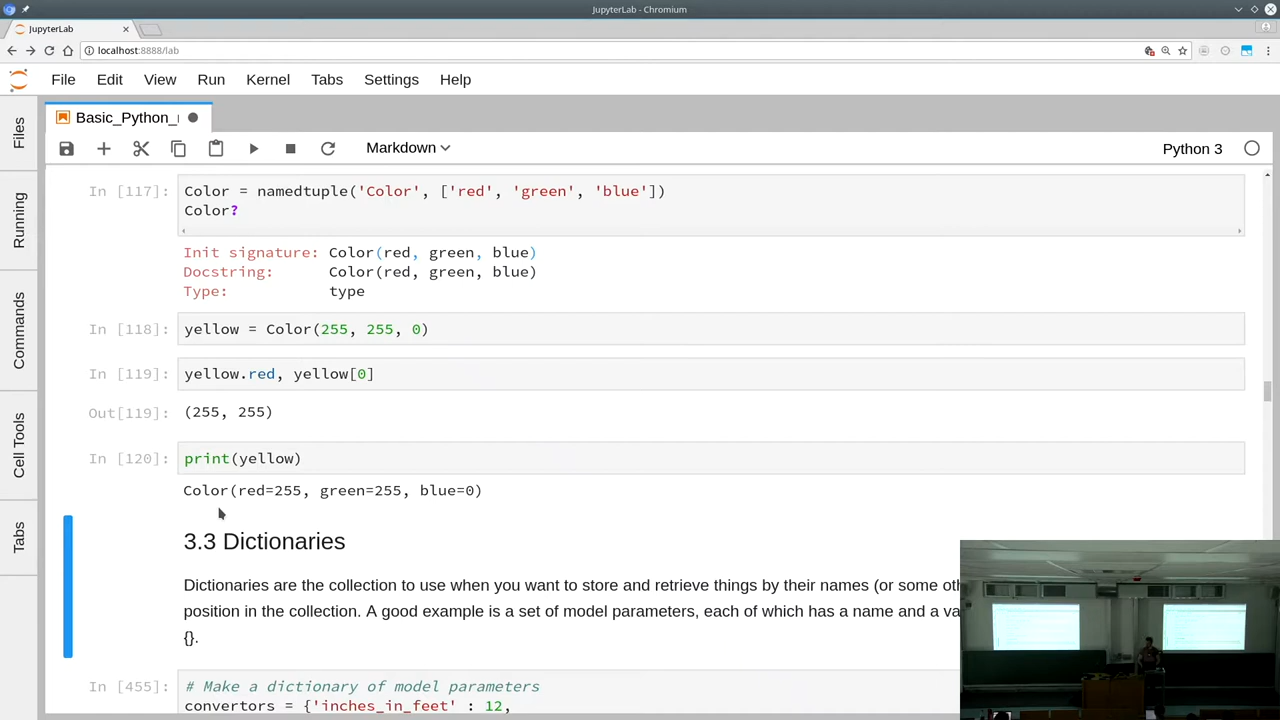 JupyterLab - Chromium
JupyterLab
localhost:8888/lab
File Edit View Run Kernel Tabs Settings Help
Files
Running
Commands
Cell Tools
Tabs
Basic_Python_
Markdown
Python 3
In [117]: Color = namedtuple('Color', ['red', 'green', 'blue'])
Color?
Init signature: Color(red, green, blue)
Docstring: Color(red, green, blue)
Type: type
In [118]: yellow = Color(255, 255, 0)
In [119]: yellow.red, yellow[0]
Out[119]: (255, 255)
In [120]: print(yellow)
Color(red=255, green=255, blue=0)
3.3 Dictionaries
Dictionaries are the collection to use when you want to store and retrieve things by their names (or some oth
position in the collection. A good example is a set of model parameters, each of which has a name and a va
{}.
In [455]: # Make a dictionary of model parameters
convertors = {'inches_in_feet' : 12,